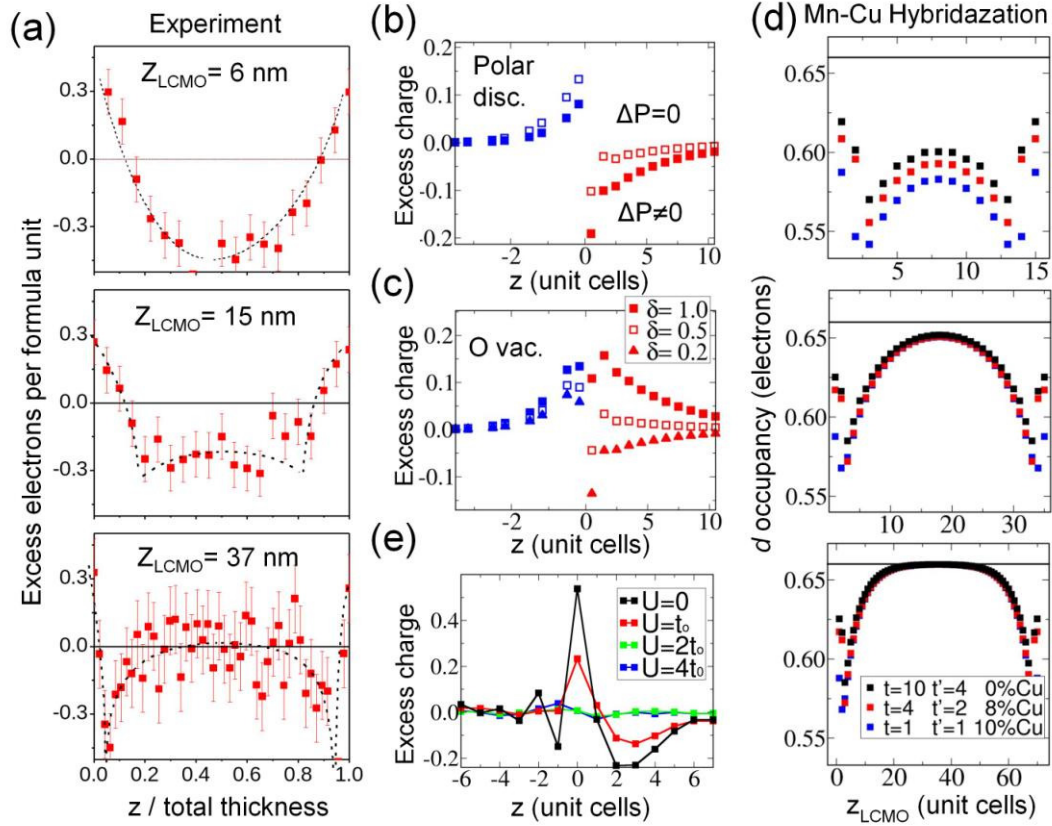 (a)
Experiment
Excess electrons per formula unit
Z_LCMO= 6 nm
0.3
0.0
-0.3
Z_LCMO= 15 nm
0.3
0.0
-0.3
Z_LCMO= 37 nm
0.3
0.0
-0.3
0.0 0.2 0.4 0.6 0.8 1.0
z / total thickness
(b)
Excess charge
0.2
0.1
0.0
-0.1
0.2
Polar
disc.
ΔP=0
ΔP≠0
-2 0 5 10
z (unit cells)
(c)
Excess charge
0.2
0.1
0.0
-0.1
O vac.
δ= 1.0
δ= 0.5
δ= 0.2
-2 0 5 10
z (unit cells)
(e)
Excess charge
0.4
0.2
0.0
0.2
U=0
U=t₀
U=2t₀
U=4t₀
-6 -4 -2 0 2 4 6
z (unit cells)
(d)
Mn-Cu Hybridazation
d occupancy (electrons)
0.65
0.60
0.55
5 10 15
0.65
0.60
0.55
10 20 30
0.65
0.60
0.55
t=10 t'=4 0%Cu
t=4 t'=2 8%Cu
t=1 t'=1 10%Cu
0 20 40 60
z_LCMO (unit cells)